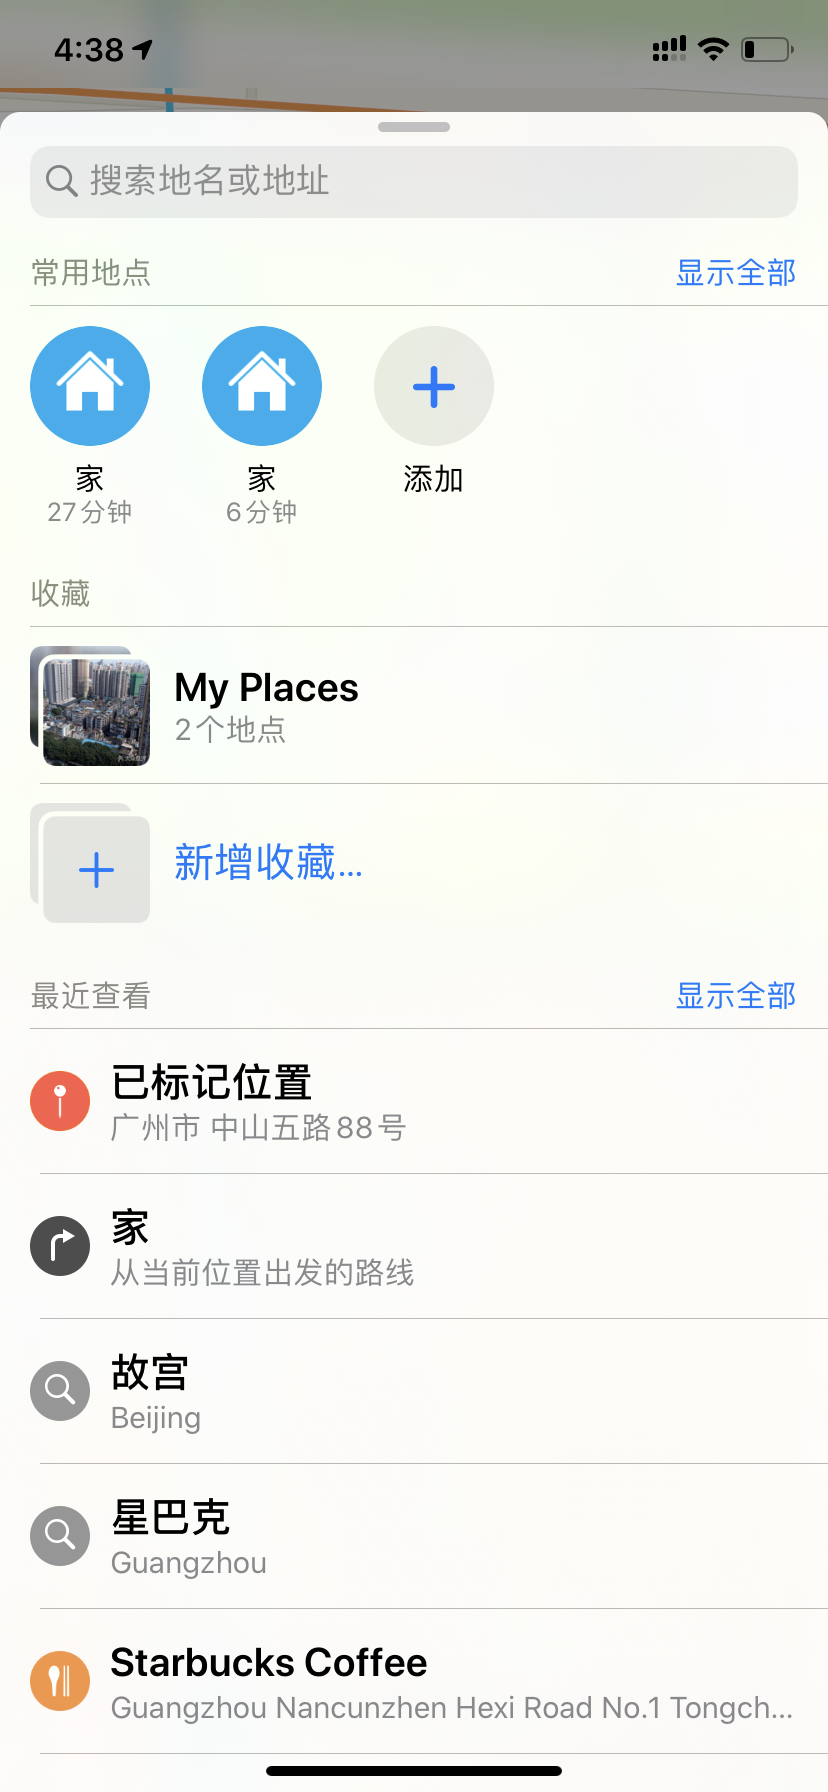 4:38
搜索地名或地址
常用地点
显示全部
家
27分钟
家
6分钟
添加
收藏
My Places
2个地点
新增收藏...
最近查看
显示全部
已标记位置
广州市 中山五路88号
家
从当前位置出发的路线
故宫
Beijing
星巴克
Guangzhou
Starbucks Coffee
Guangzhou Nancunzhen Hexi Road No.1 Tongch...